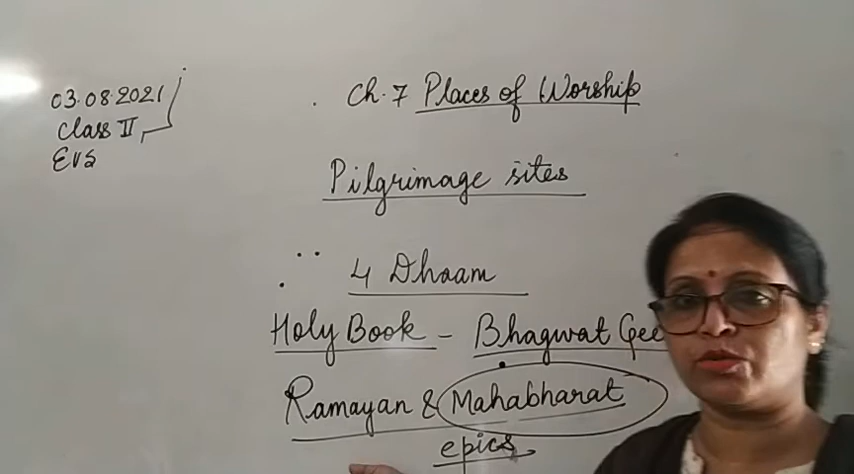 03.08.2021
Class II
EVS
Ch. 7 Places of Worship
Pilgrimage sites
4 Dhaam
Holy Book - Bhagwat Gee
Ramayan & Mahabharat
epics